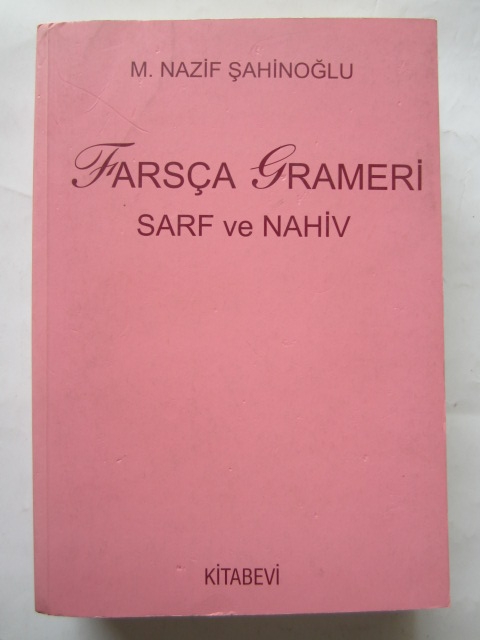 M. NAZİF ŞAHİNOĞLU
FARSÇA GRAMERİ
SARF ve NAHİV
KİTABEVİ